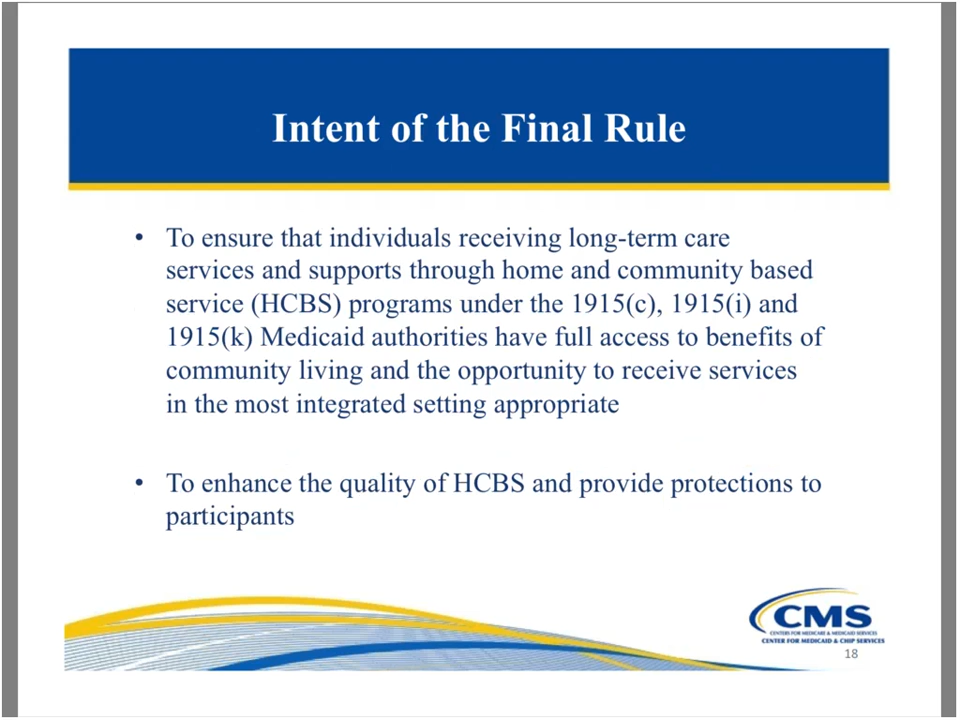 Intent of the Final Rule
• To ensure that individuals receiving long-term care
services and supports through home and community based
service (HCBS) programs under the 1915(c), 1915(i) and
1915(k) Medicaid authorities have full access to benefits of
community living and the opportunity to receive services
in the most integrated setting appropriate
• To enhance the quality of HCBS and provide protections to
participants
CMS
CENTERS FOR MEDICARE & MEDICAID SERVICES
CENTER FOR MEDICAID & CHIP SERVICES
18